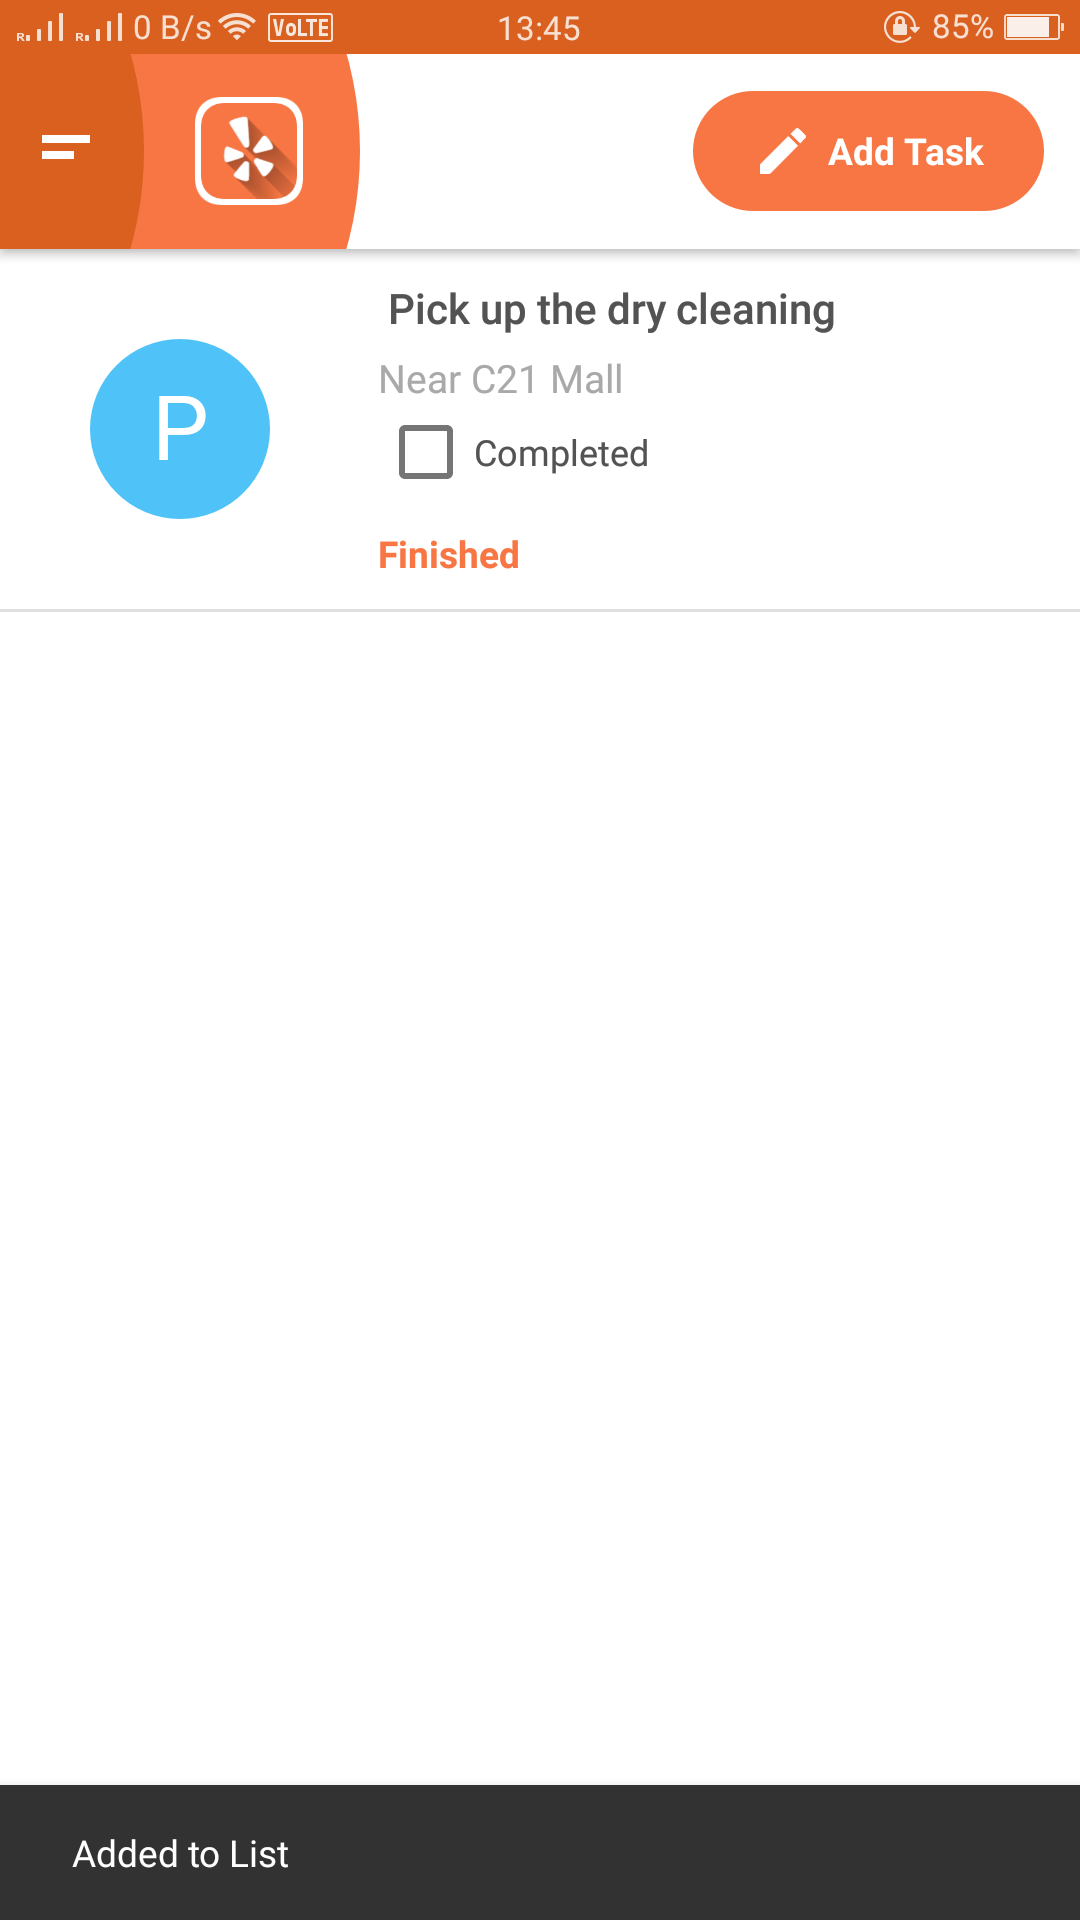 R R 0 B/s VoLTE 13:45 85%
Add Task
Pick up the dry cleaning
Near C21 Mall
P
Completed
Finished
Added to List